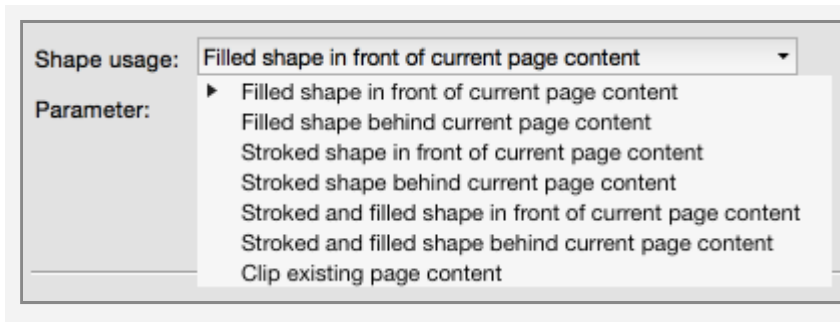 Shape usage: Filled shape in front of current page content
Filled shape in front of current page content
Parameter:
Filled shape behind current page content
Stroked shape in front of current page content
Stroked shape behind current page content
Stroked and filled shape in front of current page content
Stroked and filled shape behind current page content
Clip existing page content